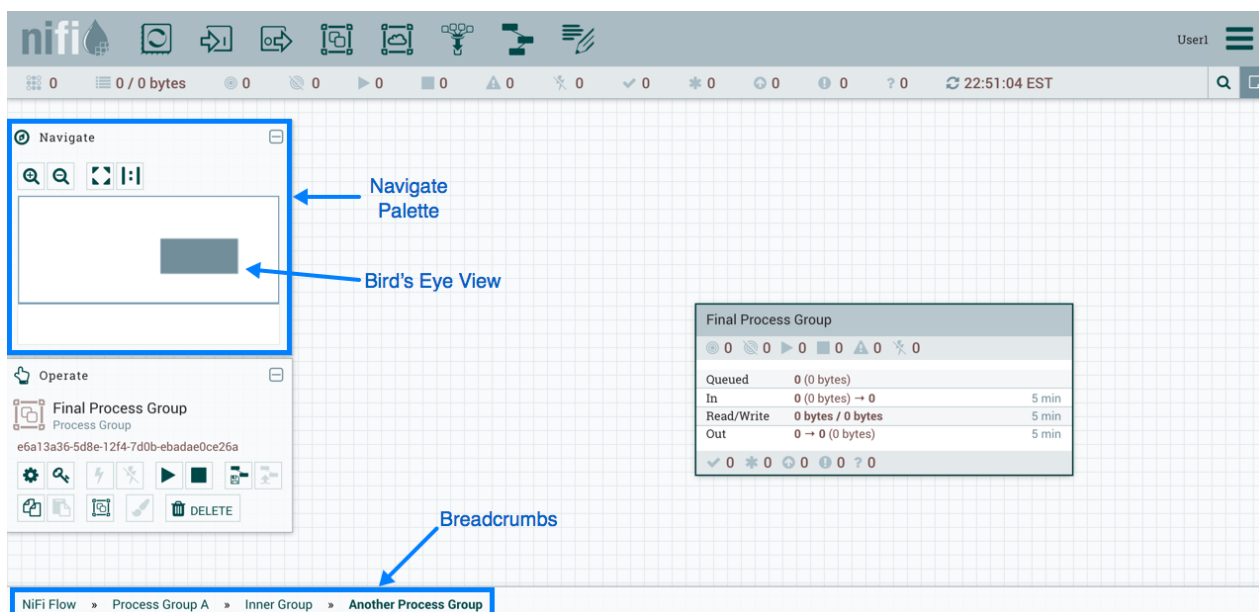 nifi
User1
0 0 / 0 bytes 0 0 0 0 0 0 0 0 0 0 ? 0 22:51:04 EST
Navigate
Navigate
Palette
Bird's Eye View
Final Process Group
0 0 0 0 0 0
Queued 0 (0 bytes)
In 0 (0 bytes) → 0 5 min
Read/Write 0 bytes / 0 bytes 5 min
Out 0 → 0 (0 bytes) 5 min
0 0 0 0 ? 0
Operate
Final Process Group
Process Group
e6a13a36-5d8e-12f4-7d0b-ebadae0ce26a
DELETE
Breadcrumbs
NiFi Flow » Process Group A » Inner Group » Another Process Group